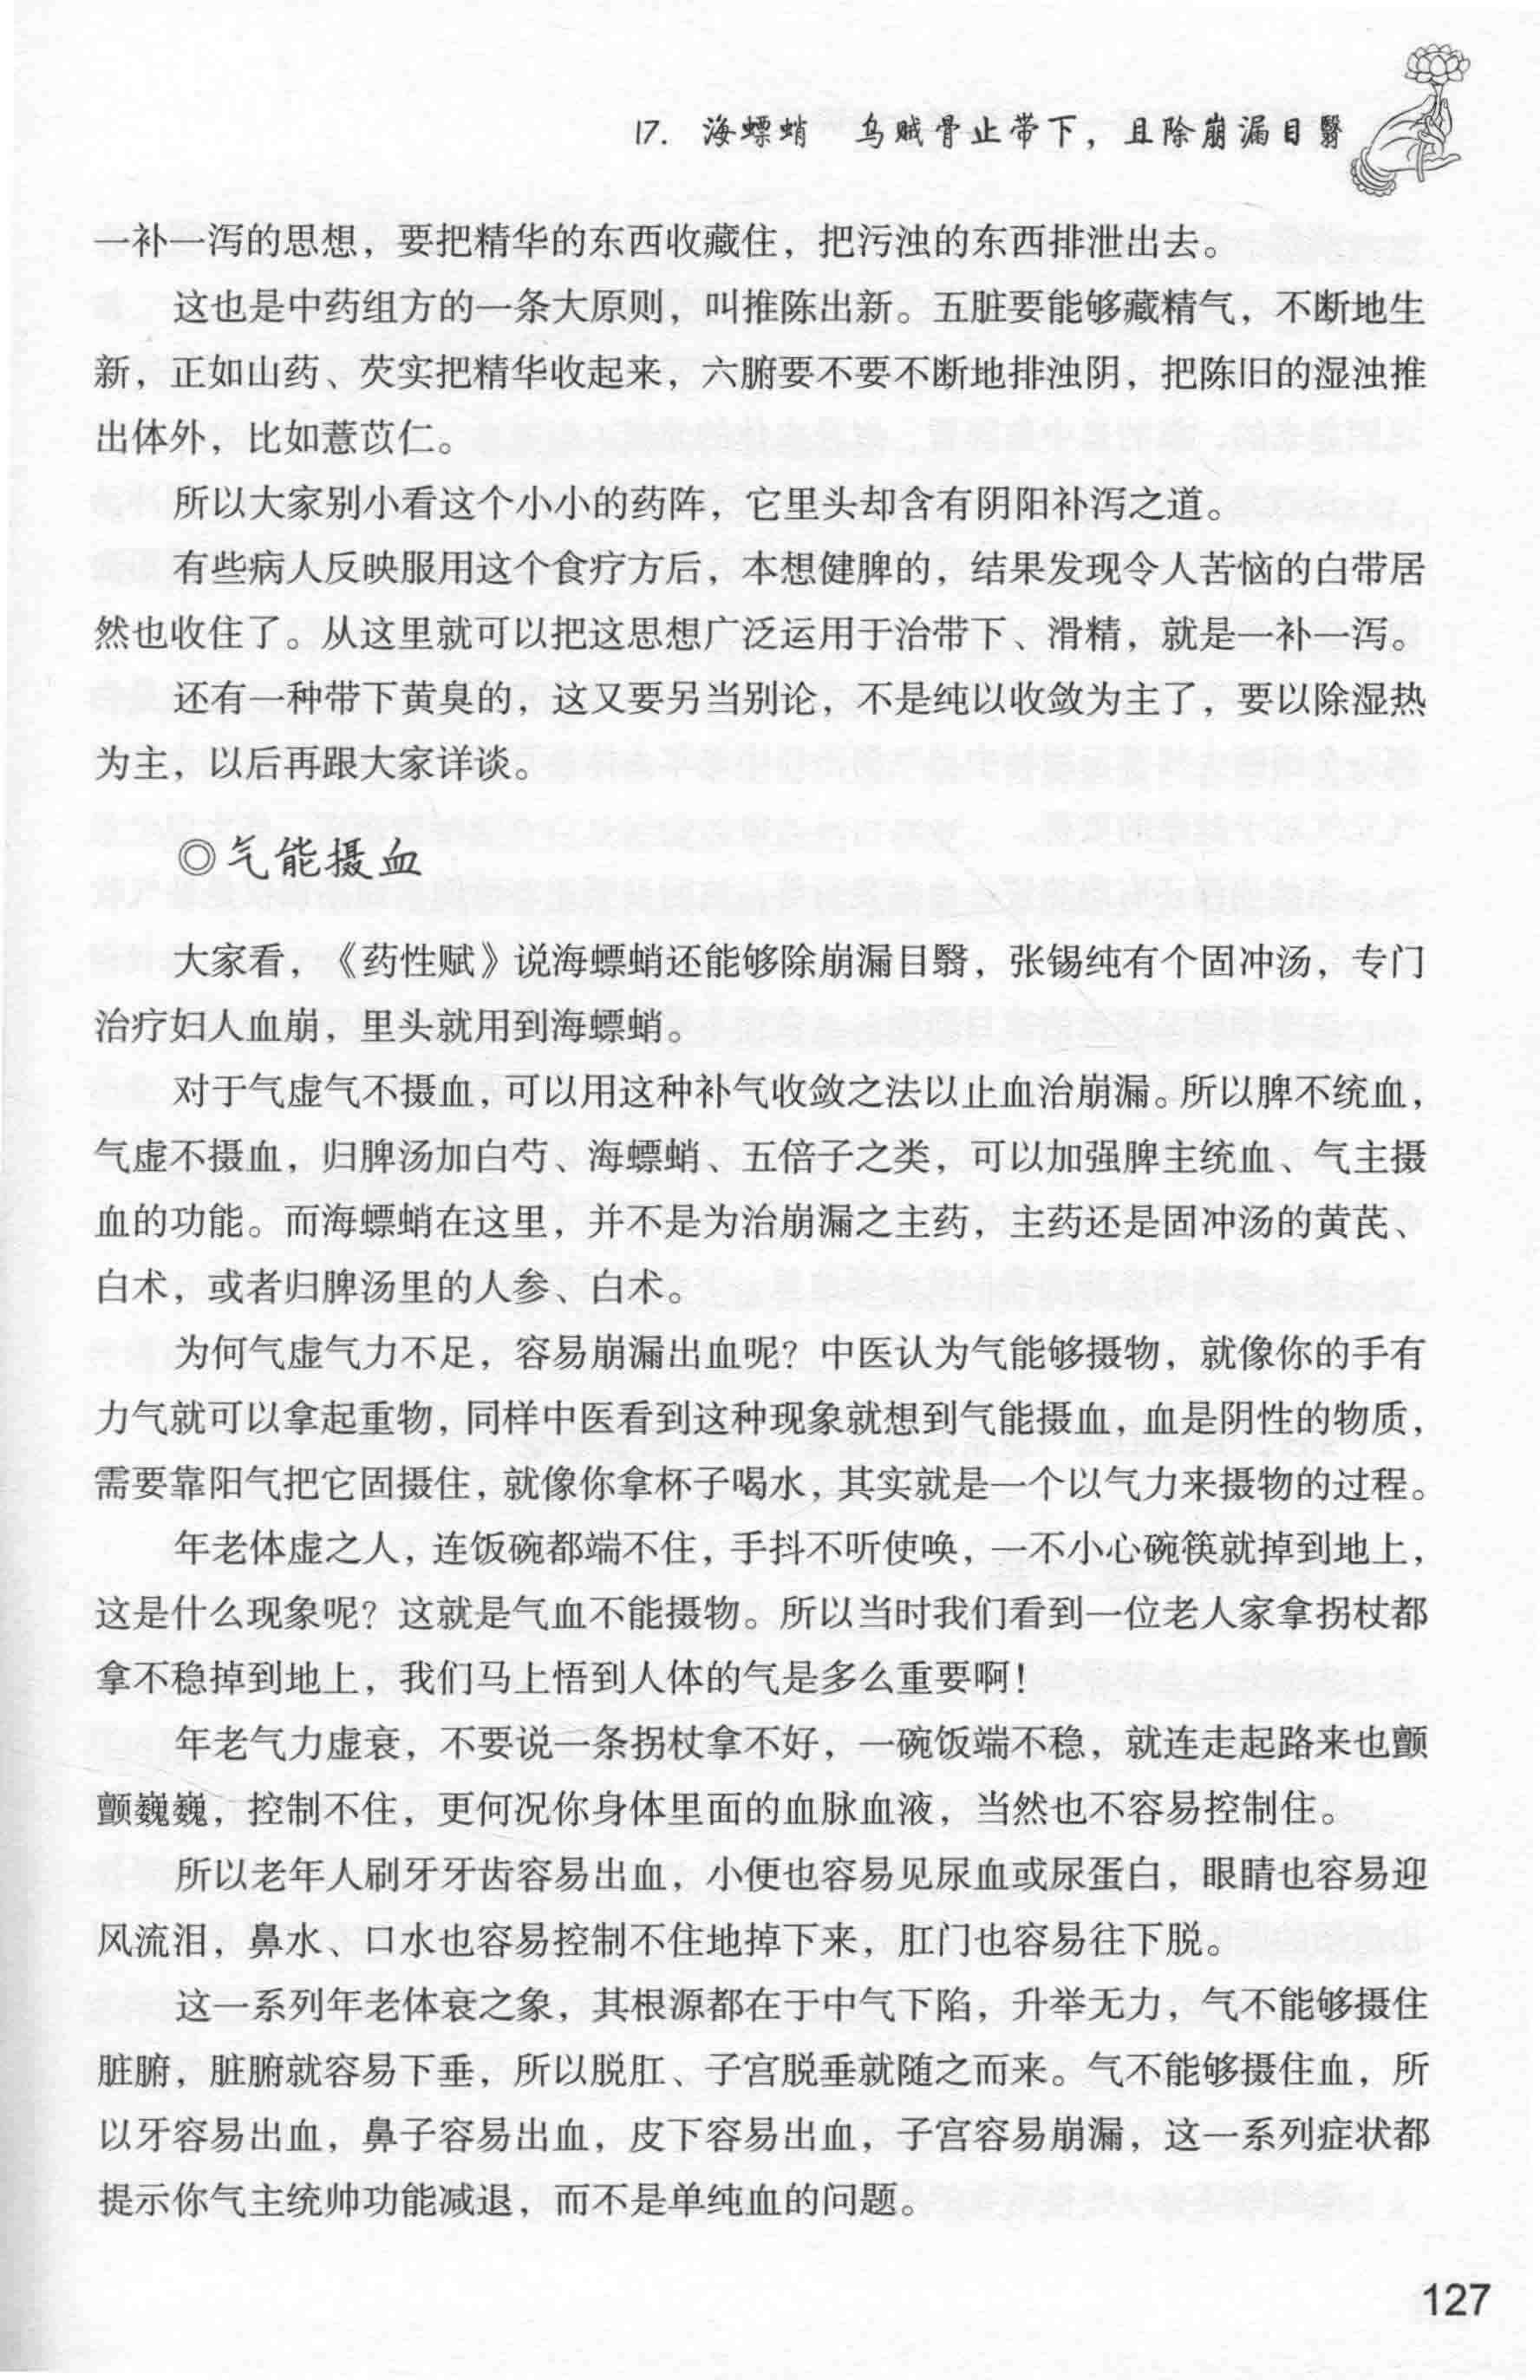 17. 海螵蛸 乌贼骨止带下，且除崩漏目翳
一补一泻的思想，要把精华的东西收藏住，把污浊的东西排泄出去。
这也是中药组方的一条大原则，叫推陈出新。五脏要能够藏精气，不断地生
新，正如山药、芡实把精华收起来，六腑要不要不断地排浊阴，把陈旧的湿浊推
出体外，比如薏苡仁。
所以大家别小看这个小小的药阵，它里头却含有阴阳补泻之道。
有些病人反映服用这个食疗方后，本想健脾的，结果发现令人苦恼的白带居
然也收住了。从这里就可以把这思想广泛运用于治带下、滑精，就是一补一泻。
还有一种带下黄臭的，这又要另当别论，不是纯以收敛为主了，要以除湿热
为主，以后再跟大家详谈。
◎气能摄血
大家看，《药性赋》说海螵蛸还能够除崩漏目翳，张锡纯有个固冲汤，专门
治疗妇人血崩，里头就用到海螵蛸。
对于气虚气不摄血，可以用这种补气收敛之法以止血治崩漏。所以脾不统血，
气虚不摄血，归脾汤加白芍、海螵蛸、五倍子之类，可以加强脾主统血、气主摄
血的功能。而海螵蛸在这里，并不是为治崩漏之主药，主药还是固冲汤的黄芪、
白术，或者归脾汤里的人参、白术。
为何气虚气力不足，容易崩漏出血呢？中医认为气能够摄物，就像你的手有
力气就可以拿起重物，同样中医看到这种现象就想到气能摄血，血是阴性的物质，
需要靠阳气把它固摄住，就像你拿杯子喝水，其实就是一个以气力来摄物的过程。
年老体虚之人，连饭碗都端不住，手抖不听使唤，一不小心碗筷就掉到地上，
这是什么现象呢？这就是气血不能摄物。所以当时我们看到一位老人家拿拐杖都
拿不稳掉到地上，我们马上悟到人体的气是多么重要啊！
年老气力虚衰，不要说一条拐杖拿不好，一碗饭端不稳，就连走起路来也颤
颤巍巍，控制不住，更何况你身体里面的血脉血液，当然也不容易控制住。
所以老年人刷牙牙齿容易出血，小便也容易见尿血或尿蛋白，眼睛也容易迎
风流泪，鼻水、口水也容易控制不住地掉下来，肛门也容易往下脱。
这一系列年老体衰之象，其根源都在于中气下陷，升举无力，气不能够摄住
脏腑，脏腑就容易下垂，所以脱肛、子宫脱垂就随之而来。气不能够摄住血，所
以牙容易出血，鼻子容易出血，皮下容易出血，子宫容易崩漏，这一系列症状都
提示你气主统帅功能减退，而不是单纯血的问题。
127